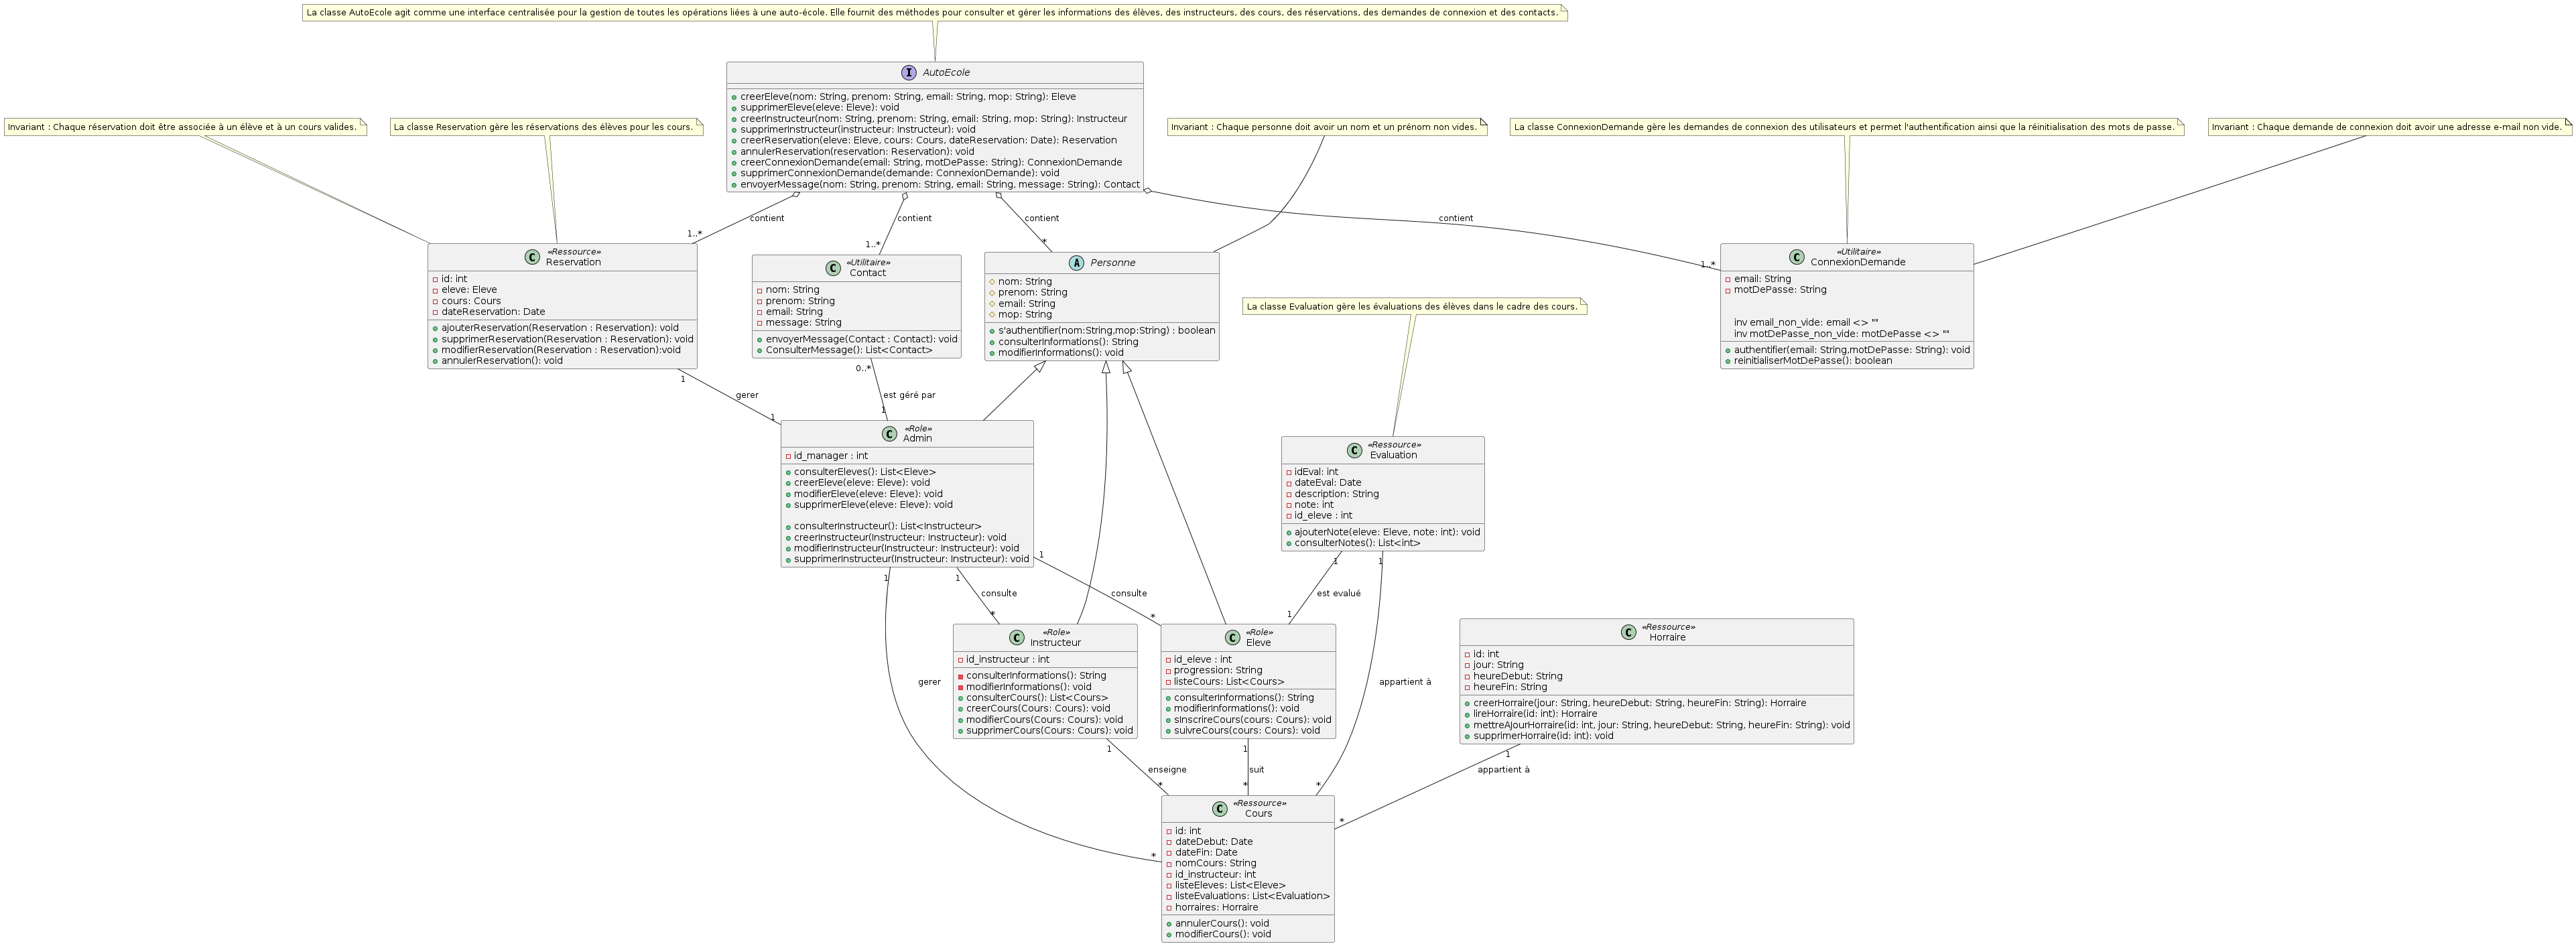 La classe AutoEcole agit comme une interface centralisée pour la gestion de toutes les opérations liées à une auto-école. Elle fournit des méthodes pour consulter et gérer les informations des élèves, des instructeurs, des cours, des réservations, des demandes de connexion et des contacts.
I AutoEcole
creerEleve(nom: String, prenom: String, email: String, mop: String): Eleve
supprimerEleve(eleve: Eleve): void
creerInstructeur(nom: String, prenom: String, email: String, mop: String): Instructeur
supprimerInstructeur(instructeur: Instructeur): void
creerReservation(eleve: Eleve, cours: Cours, dateReservation: Date): Reservation
annulerReservation(reservation: Reservation): void
creerConnexionDemande(email: String, motDePasse: String): ConnexionDemande
supprimerConnexionDemande(demande: ConnexionDemande): void
envoyerMessage(nom: String, prenom: String, email: String, message: String): Contact
Invariant : Chaque réservation doit être associée à un élève et à un cours valides.
La classe Reservation gère les réservations des élèves pour les cours.
Invariant : Chaque personne doit avoir un nom et un prénom non vides.
La classe ConnexionDemande gère les demandes de connexion des utilisateurs et permet l'authentification ainsi que la réinitialisation des mots de passe.
Invariant : Chaque demande de connexion doit avoir une adresse e-mail non vide.
contient
contient
contient
contient
1..*
1..*
*
1..*
C «Ressource»
Reservation
id: int
eleve: Eleve
cours: Cours
dateReservation: Date
ajouterReservation(Reservation : Reservation): void
supprimerReservation(Reservation : Reservation): void
modifierReservation(Reservation : Reservation):void
annulerReservation(): void
C «Utilitaire»
Contact
nom: String
prenom: String
email: String
message: String
envoyerMessage(Contact : Contact): void
ConsulterMessage(): List<Contact>
A Personne
nom: String
prenom: String
email: String
mop: String
s'authentifier(nom:String,mop:String) : boolean
consulterInformations(): String
modifierInformations(): void
C «Utilitaire»
ConnexionDemande
email: String
motDePasse: String
inv email_non_vide: email <> ""
inv motDePasse_non_vide: motDePasse <> ""
authentifier(email: String,motDePasse: String): void
reinitialiserMotDePasse(): boolean
La classe Evaluation gère les évaluations des élèves dans le cadre des cours.
1
gerer
1
0..*
est géré par
1
C «Role»
Admin
id_manager : int
consulterEleves(): List<Eleve>
creerEleve(eleve: Eleve): void
modifierEleve(eleve: Eleve): void
supprimerEleve(eleve: Eleve): void
consulterInstructeur(): List<Instructeur>
creerInstructeur(Instructeur: Instructeur): void
modifierInstructeur(Instructeur: Instructeur): void
supprimerInstructeur(Instructeur: Instructeur): void
C «Ressource»
Evaluation
idEval: int
dateEval: Date
description: String
note: int
id_eleve : int
ajouterNote(eleve: Eleve, note: int): void
consulterNotes(): List<int>
1
1
1
1
1
consulte
consulte
est evalué
*
*
1
C «Role»
Instructeur
id_instructeur : int
consulterInformations(): String
modifierInformations(): void
consulterCours(): List<Cours>
creerCours(Cours: Cours): void
modifierCours(Cours: Cours): void
supprimerCours(Cours: Cours): void
C «Role»
Eleve
id_eleve : int
progression: String
listeCours: List<Cours>
consulterInformations(): String
modifierInformations(): void
sInscrireCours(cours: Cours): void
suivreCours(cours: Cours): void
C «Ressource»
Horraire
id: int
jour: String
heureDebut: String
heureFin: String
creerHorraire(jour: String, heureDebut: String, heureFin: String): Horraire
lireHorraire(id: int): Horraire
mettreAJourHorraire(id: int, jour: String, heureDebut: String, heureFin: String): void
supprimerHorraire(id: int): void
gerer
appartient à
1
1
1
enseigne
suit
appartient à
*
*
*
*
*
C «Ressource»
Cours
id: int
dateDebut: Date
dateFin: Date
nomCours: String
id_instructeur: int
listeEleves: List<Eleve>
listeEvaluations: List<Evaluation>
horraires: Horraire
annulerCours(): void
modifierCours(): void